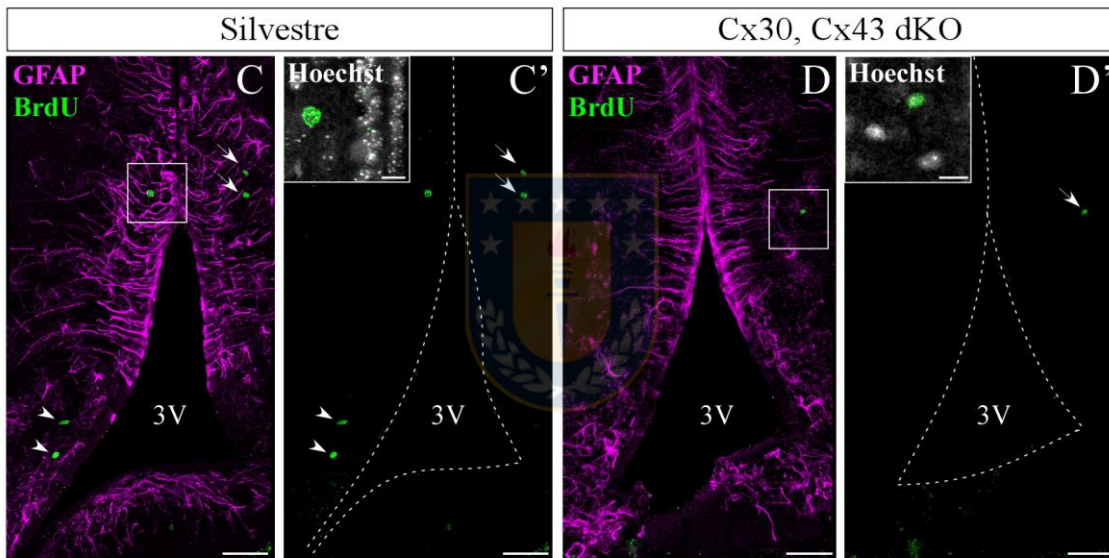 Silvestre
Cx30, Cx43 dKO
GFAP
BrdU
C
Hoechst
C’
GFAP
BrdU
D
Hoechst
D’
3V
3V
3V
3V